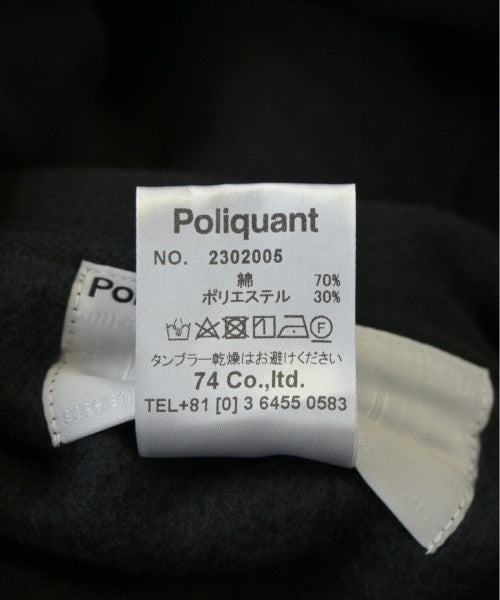 Poliquant
NO. 2302005
綿 70%
ポリエステル 30%
F
タンブラー乾燥はお避けください
74 Co.,ltd.
TEL+81 [0] 3 6455 0583
Po